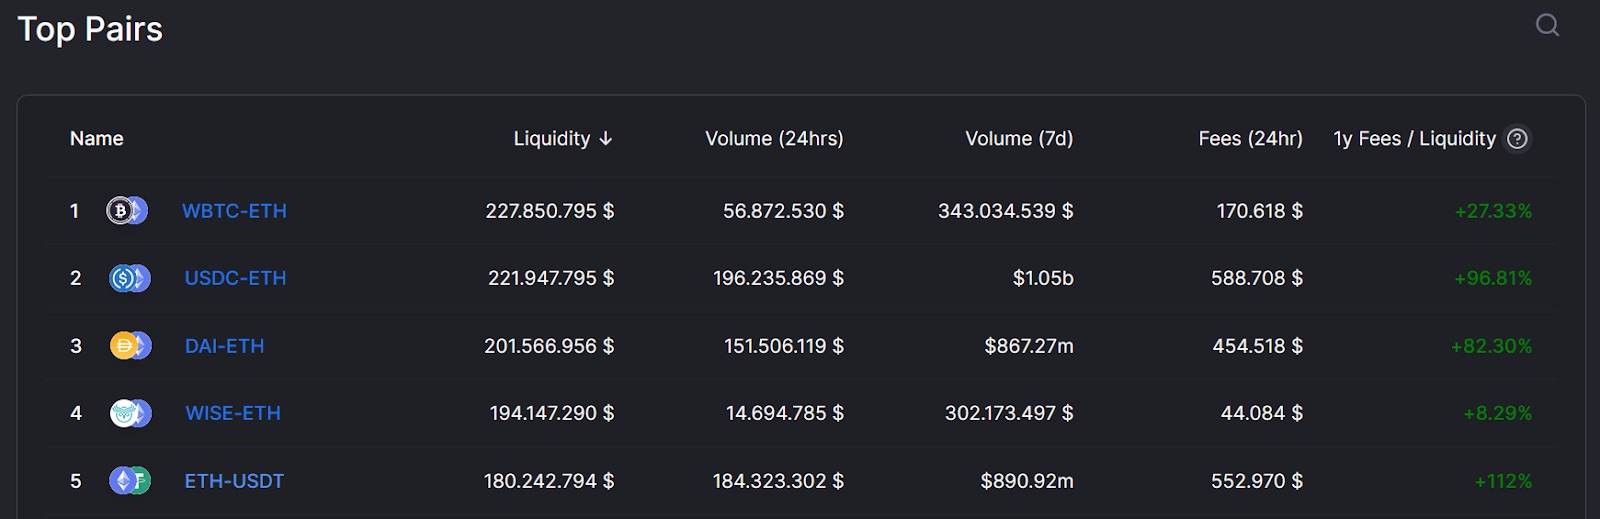 Top Pairs
Name Liquidity ↓ Volume (24hrs) Volume (7d) Fees (24hr) 1y Fees / Liquidity ?
1 WBTC-ETH 227.850.795 $ 56.872.530 $ 343.034.539 $ 170.618 $ +27.33%
2 USDC-ETH 221.947.795 $ 196.235.869 $ $1.05b 588.708 $ +96.81%
3 DAI-ETH 201.566.956 $ 151.506.119 $ $867.27m 454.518 $ +82.30%
4 WISE-ETH 194.147.290 $ 14.694.785 $ 302.173.497 $ 44.084 $ +8.29%
5 ETH-USDT 180.242.794 $ 184.323.302 $ $890.92m 552.970 $ +112%